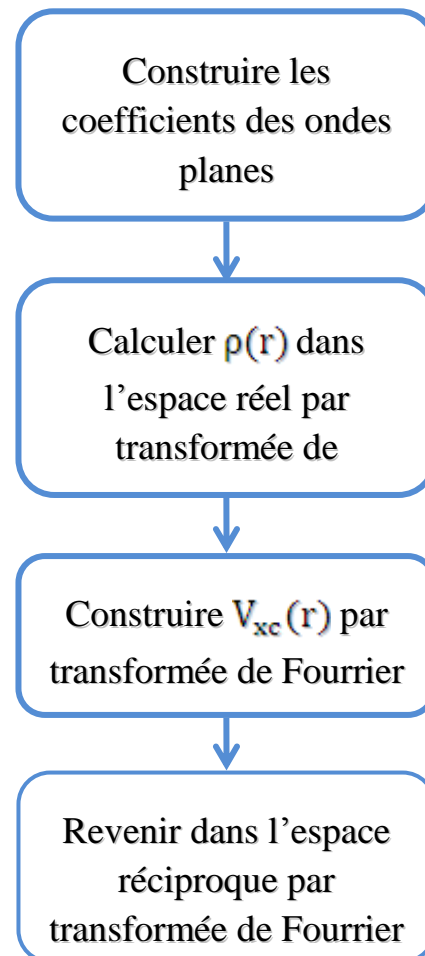 Construire les
coefficients des ondes
planes
Calculer ρ(r) dans
l’espace réel par
transformée de
Construire Vxc(r) par
transformée de Fourrier
Revenir dans l’espace
réciproque par
transformée de Fourrier